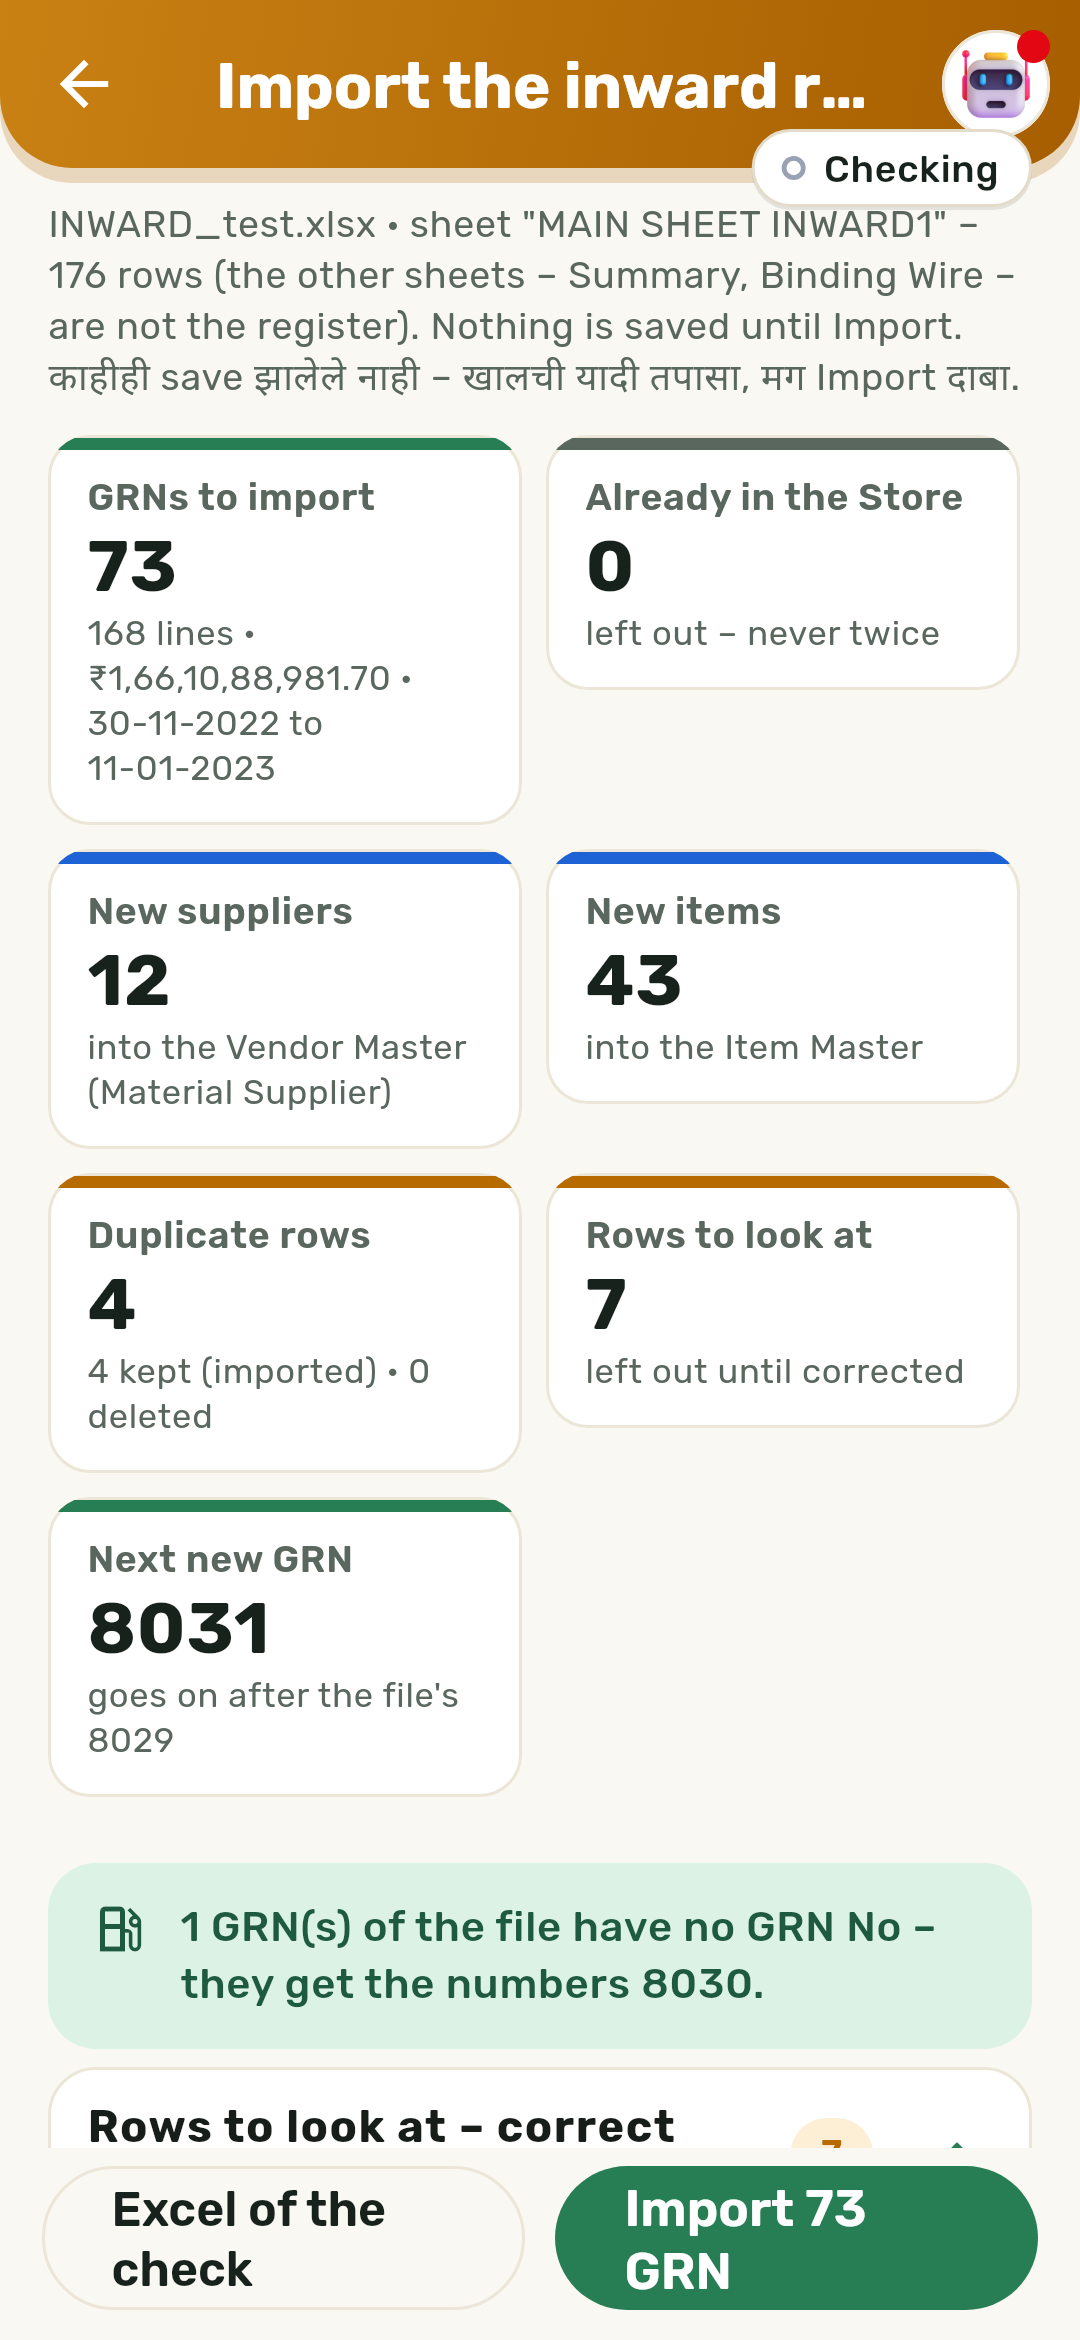 Import the inward r...
Checking
INWARD_test.xlsx • sheet "MAIN SHEET INWARD1" –
176 rows (the other sheets – Summary, Binding Wire –
are not the register). Nothing is saved until Import.
काहीही save झालेले नाही – खालची यादी तपासा, मग Import दाबा.
GRNs to import
73
168 lines •
₹1,66,10,88,981.70 •
30-11-2022 to
11-01-2023
Already in the Store
0
left out – never twice
New suppliers
12
into the Vendor Master
(Material Supplier)
New items
43
into the Item Master
Duplicate rows
4
4 kept (imported) • 0
deleted
Rows to look at
7
left out until corrected
Next new GRN
8031
goes on after the file's
8029
1 GRN(s) of the file have no GRN No –
they get the numbers 8030.
Rows to look at – correct
Excel of the
check
Import 73
GRN